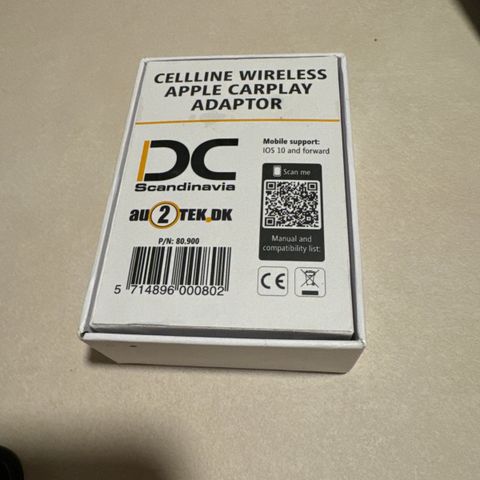 CELLLINE WIRELESS
APPLE CARPLAY
ADAPTOR
DC
Scandinavia
au2TEK.DK
P/N: 80.900
5 714896 000802
Mobile support:
IOS 10 and forward
Scan me
Manual and
compatibility list:
CE